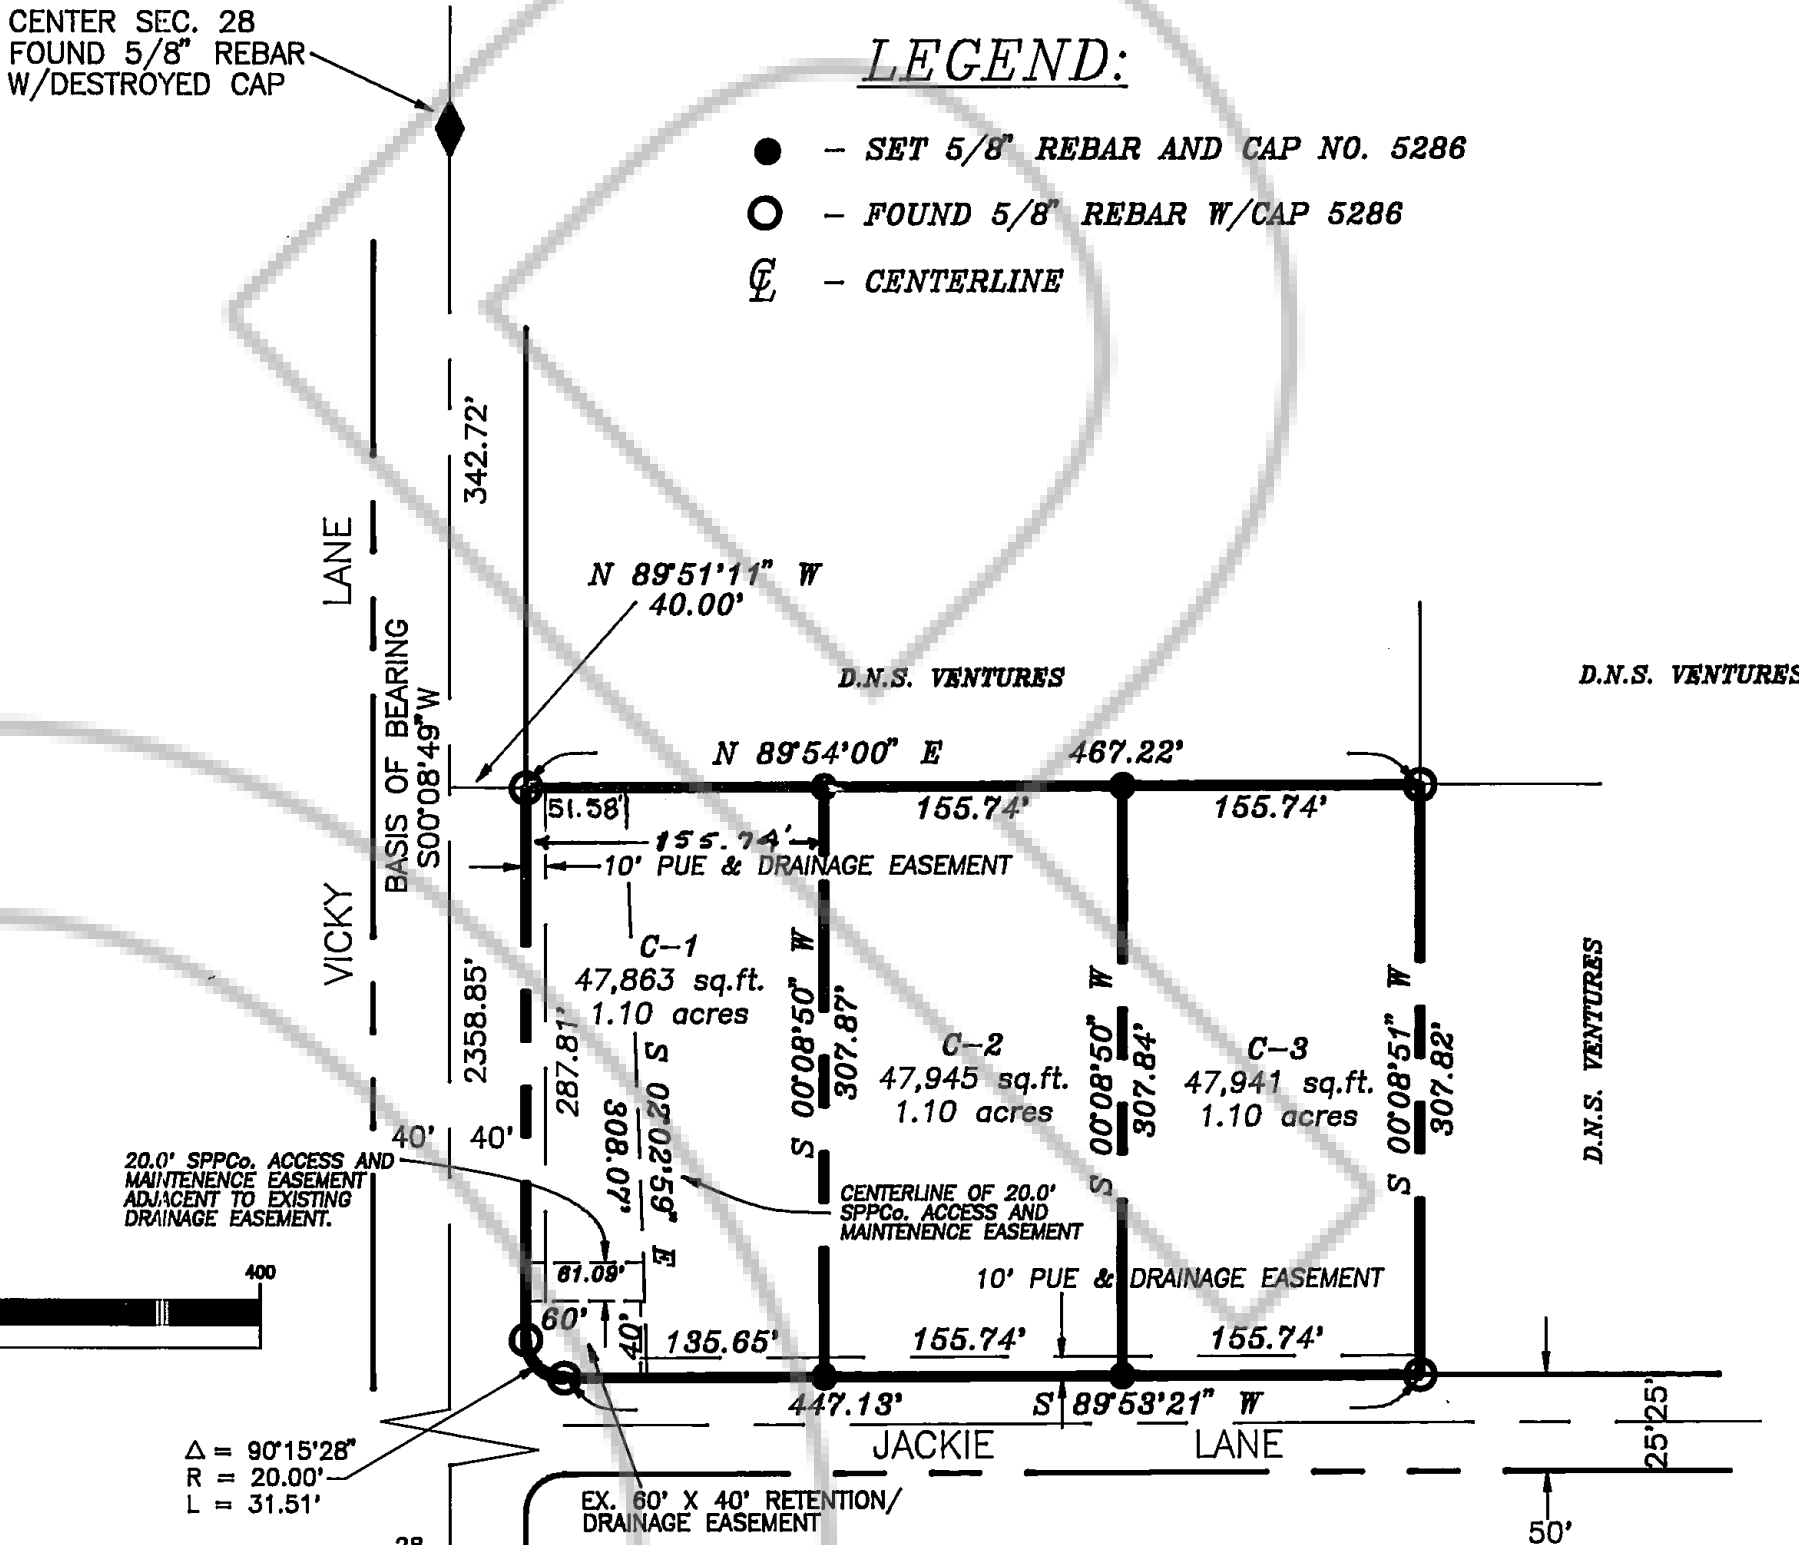 CENTER SEC. 28
FOUND 5/8" REBAR
W/DESTROYED CAP
LEGEND:
- SET 5/8" REBAR AND CAP NO. 5286
- FOUND 5/8" REBAR W/CAP 5286
℄ - CENTERLINE
342.72'
LANE
VICKY
BASIS OF BEARING
S00°08'49"W
2358.85'
N 89°51'11" W
40.00'
D.N.S. VENTURES
D.N.S. VENTURES
N 89°54'00" E 467.22'
51.58'
155.74'
155.74'
155.74'
10' PUE & DRAINAGE EASEMENT
C-1
47,863 sq.ft.
1.10 acres
287.81'
S 02°02'59" E
308.07'
S 00°08'50" W
307.87'
C-2
47,945 sq.ft.
1.10 acres
S 00°08'50" W
307.84'
C-3
47,941 sq.ft.
1.10 acres
S 00°08'51" W
307.82'
D.N.S. VENTURES
40' 40'
20.0' SPPCo. ACCESS AND
MAINTENENCE EASEMENT
ADJACENT TO EXISTING
DRAINAGE EASEMENT.
CENTERLINE OF 20.0'
SPPCo. ACCESS AND
MAINTENENCE EASEMENT
400
61.09'
60'
40'
10' PUE & DRAINAGE EASEMENT
135.65'
155.74'
155.74'
447.13'
S 89°53'21" W
JACKIE LANE
25'25'
50'
Δ = 90°15'28"
R = 20.00'
L = 31.51'
EX. 60' X 40' RETENTION/
DRAINAGE EASEMENT